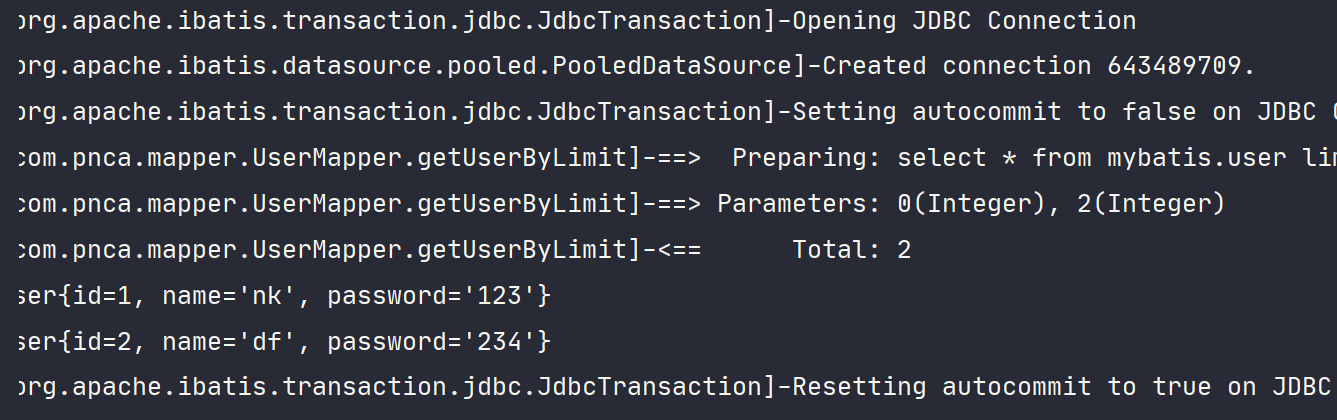 org.apache.ibatis.transaction.jdbc.JdbcTransaction]-Opening JDBC Connection
org.apache.ibatis.datasource.pooled.PooledDataSource]-Created connection 643489709.
org.apache.ibatis.transaction.jdbc.JdbcTransaction]-Setting autocommit to false on JDBC
com.pnca.mapper.UserMapper.getUserByLimit]-==>  Preparing: select * from mybatis.user
com.pnca.mapper.UserMapper.getUserByLimit]-==> Parameters: 0(Integer), 2(Integer)
com.pnca.mapper.UserMapper.getUserByLimit]-<==      Total: 2
ser{id=1, name='nk', password='123'}
ser{id=2, name='df', password='234'}
org.apache.ibatis.transaction.jdbc.JdbcTransaction]-Resetting autocommit to true on JDBC